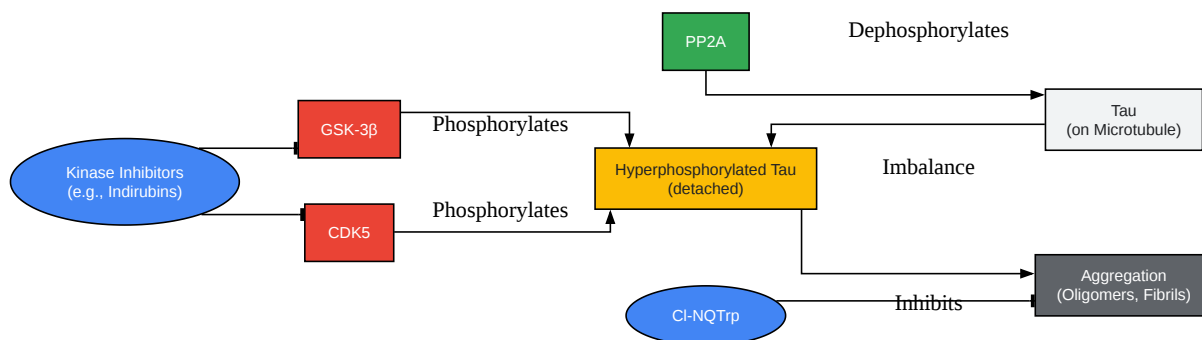 PP2A
Dephosphorylates
Tau
(on Microtubule)
GSK-3β
Phosphorylates
Kinase Inhibitors
(e.g., Indirubins)
Hyperphosphorylated Tau
(detached)
Imbalance
CDK5
Phosphorylates
Aggregation
(Oligomers, Fibrils)
Cl-NQTrp
Inhibits